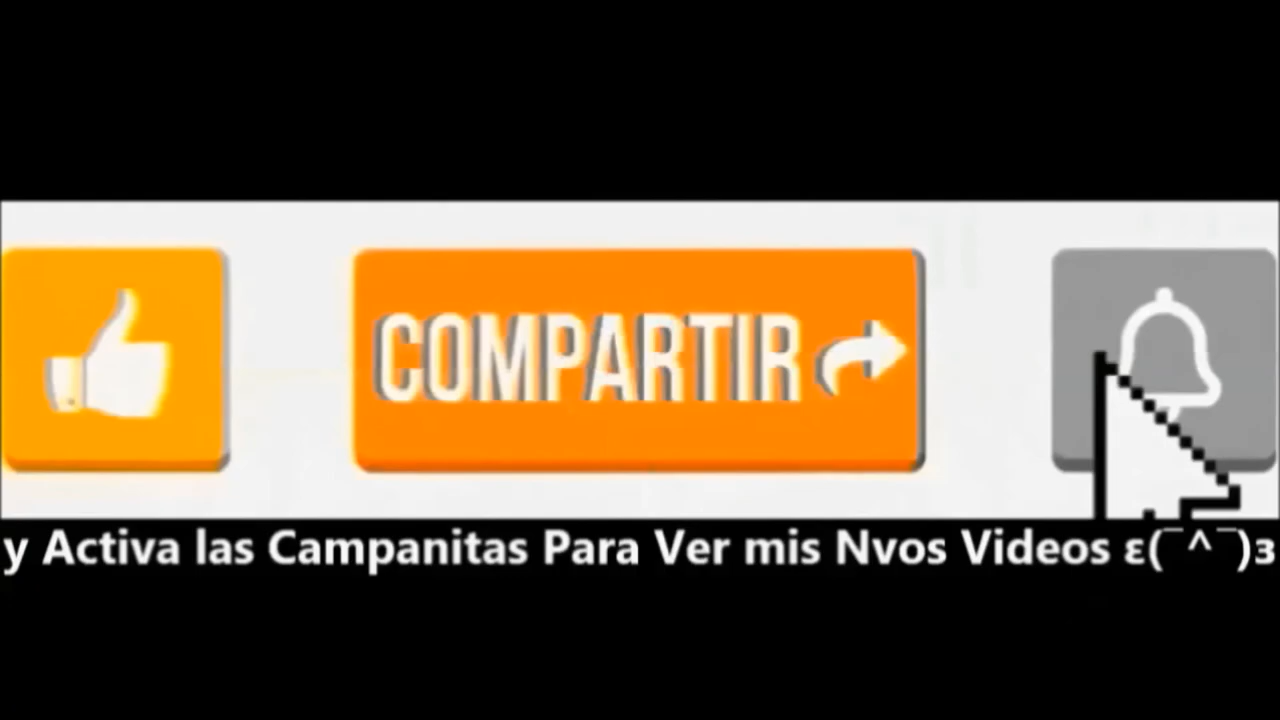 COMPARTIR
y Activa las Campanitas Para Ver mis Nvos Videos ε(¯^¯)з